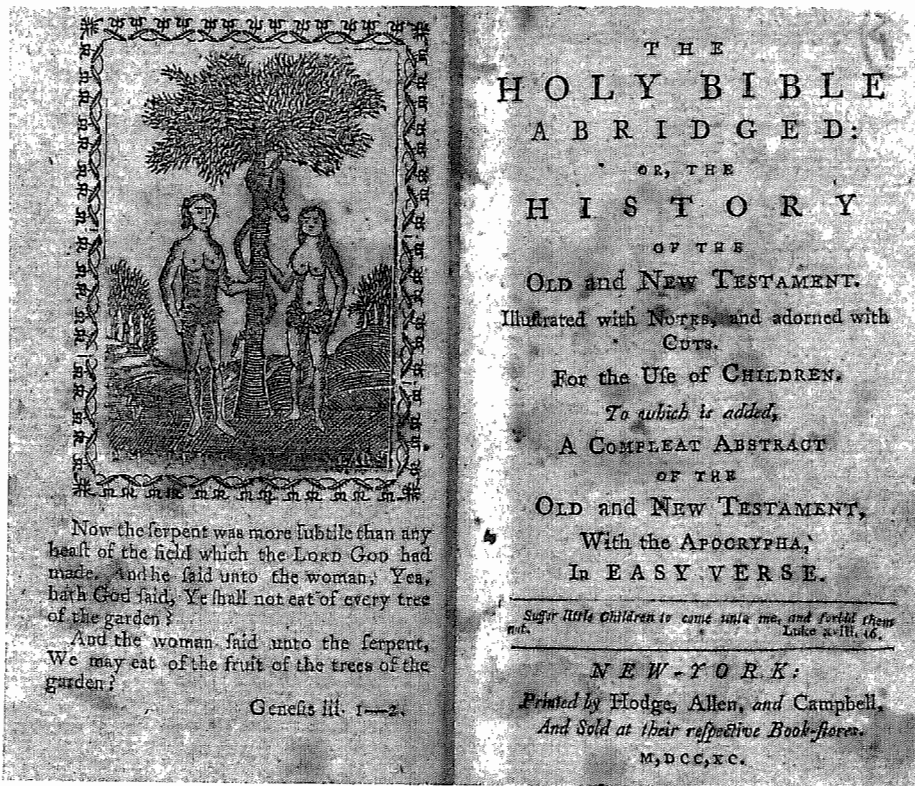 Now the ſerpent was more ſubtile than any
beaſt of the field which the LORD GOD had
made. And he ſaid unto the woman, Yea,
hath God ſaid, Ye ſhall not eat of every tree
of the garden?
And the woman ſaid unto the ſerpent,
We may eat of the fruit of the trees of the
garden?
Geneſis iii. 1—2.
THE
HOLY BIBLE
ABRIDGED:
OR, THE
HISTORY
OF THE
OLD and NEW TESTAMENT.
Illuſtrated with NOTES, and adorned with
CUTS.
For the Uſe of CHILDREN.
To which is added,
A COMPLEAT ABSTRACT
OF THE
OLD and NEW TESTAMENT,
With the APOCRYPHA,
In EASY VERSE.
Suffer little Children to come unto me, and forbid them
not. Luke xviii. 16.
NEW-YORK:
Printed by Hodge, Allen, and Campbell,
And Sold at their reſpective Book-ſtores.
M,DCC,XC.